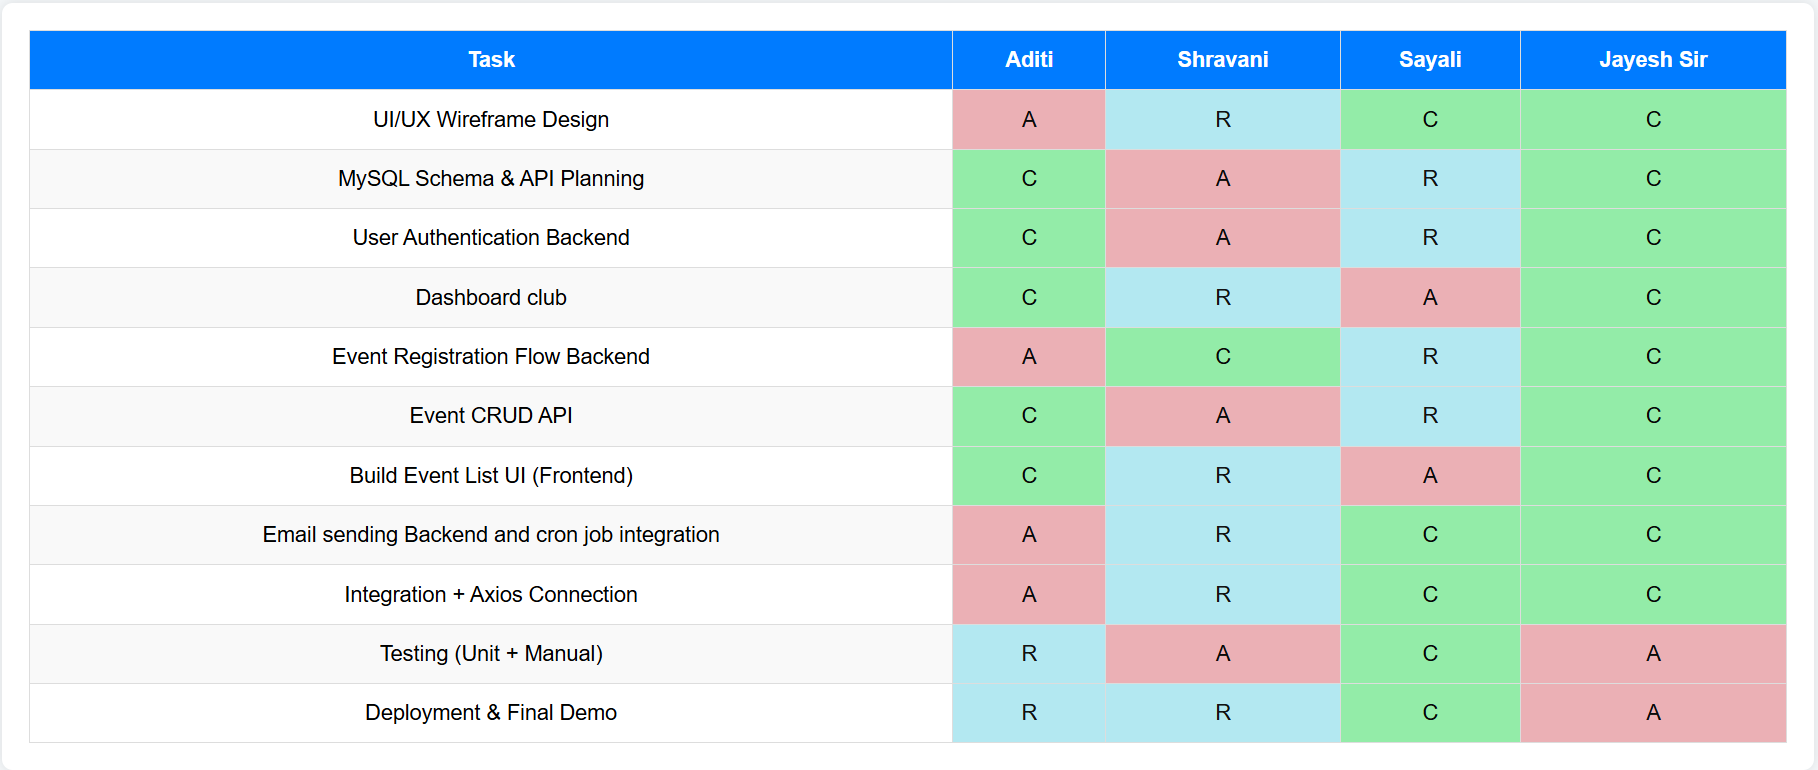 Task Aditi Shravani Sayali Jayesh Sir
UI/UX Wireframe Design A R C C
MySQL Schema & API Planning C A R C
User Authentication Backend C A R C
Dashboard club C R A C
Event Registration Flow Backend A C R C
Event CRUD API C A R C
Build Event List UI (Frontend) C R A C
Email sending Backend and cron job integration A R C C
Integration + Axios Connection A R C C
Testing (Unit + Manual) R A C A
Deployment & Final Demo R R C A